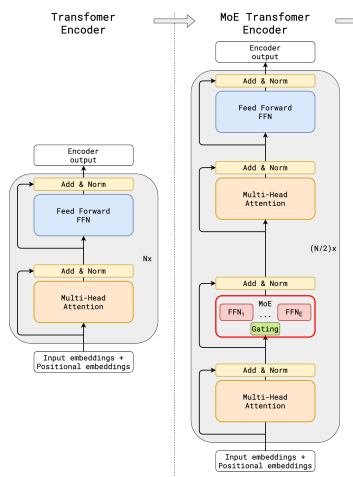 Transfomer
Encoder
Encoder
output
Add & Norm
Feed Forward
FFN
Nx
Add & Norm
Multi-Head
Attention
Input embeddings +
Positional embeddings
MoE Transfomer
Encoder
Encoder
output
Add & Norm
Feed Forward
FFN
Add & Norm
Multi-Head
Attention
(N/2)x
Add & Norm
MoE
FFN₁ ... FFN_E
Gating
Add & Norm
Multi-Head
Attention
Input embeddings +
Positional embeddings